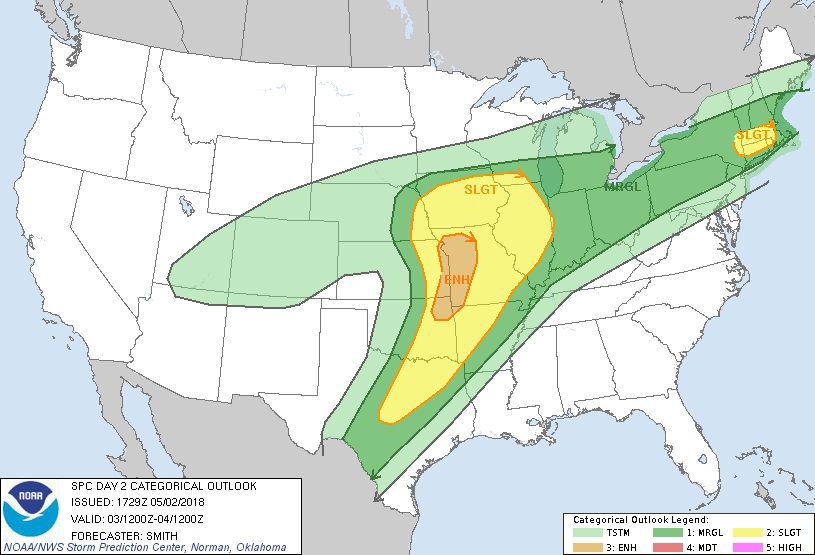 SLGT
SLGT
MRGL
ENH
NOAA
SPC DAY 2 CATEGORICAL OUTLOOK
ISSUED: 1729Z 05/02/2018
VALID: 03/1200Z-04/1200Z
FORECASTER: SMITH
NOAA/NWS Storm Prediction Center, Norman, Oklahoma
Categorical Outlook Legend:
TSTM 1: MRGL 2: SLGT
3: ENH 4: MDT 5: HIGH